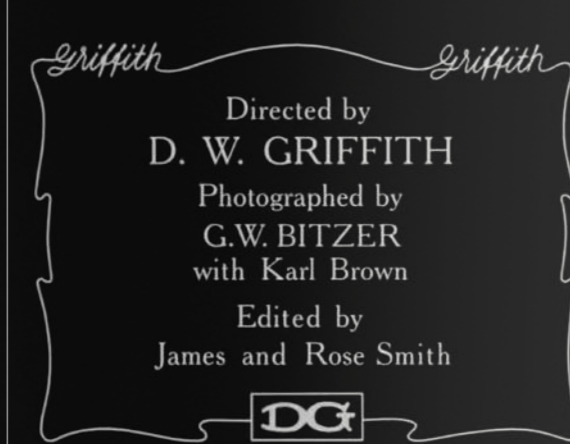 Griffith Griffith
Directed by
D. W. GRIFFITH
Photographed by
G.W. BITZER
with Karl Brown
Edited by
James and Rose Smith
DG